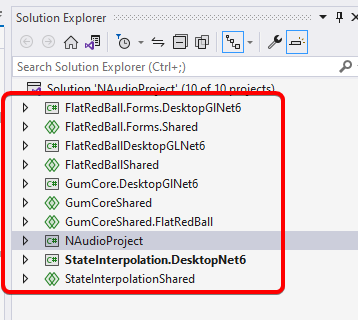 Solution Explorer
Search Solution Explorer (Ctrl+;)
Solution 'NAudioProject' (10 of 10 projects)
C# FlatRedBall.Forms.DesktopGlNet6
FlatRedBall.Forms.Shared
C# FlatRedBallDesktopGLNet6
FlatRedBallShared
C# GumCore.DesktopGlNet6
GumCoreShared
GumCoreShared.FlatRedBall
C# NAudioProject
C# StateInterpolation.DesktopNet6
StateInterpolationShared